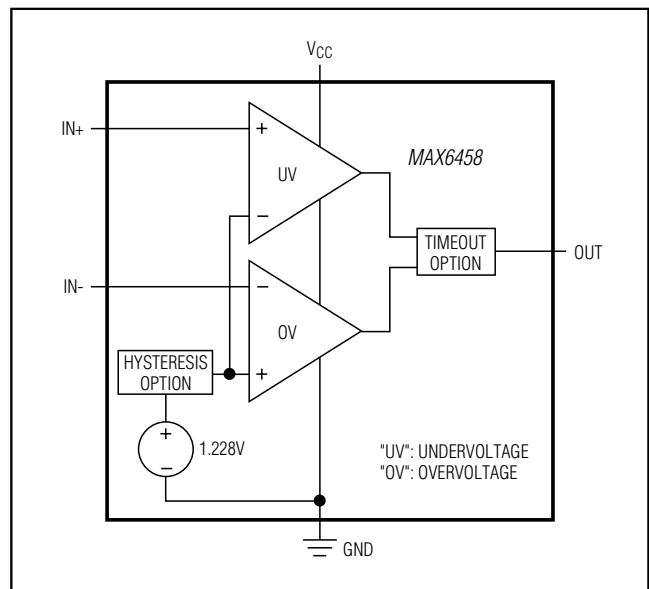 VCC
IN+
+
MAX6458
UV
−
TIMEOUT
OPTION
OUT
IN-
−
OV
HYSTERESIS
OPTION
+
+
1.228V
−
"UV": UNDERVOLTAGE
"OV": OVERVOLTAGE
GND